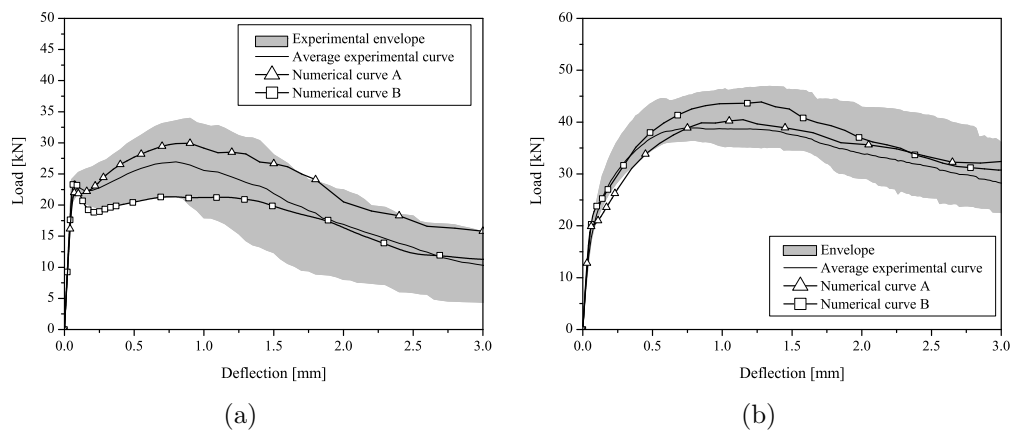 50
45
40
35
30
25
20
15
10
5
0
Load [kN]
0.0 0.5 1.0 1.5 2.0 2.5 3.0
Deflection [mm]
Experimental envelope
Average experimental curve
Numerical curve A
Numerical curve B
(a)
60
50
40
30
20
10
0
Load [kN]
0.0 0.5 1.0 1.5 2.0 2.5 3.0
Deflection [mm]
Envelope
Average experimental curve
Numerical curve A
Numerical curve B
(b)